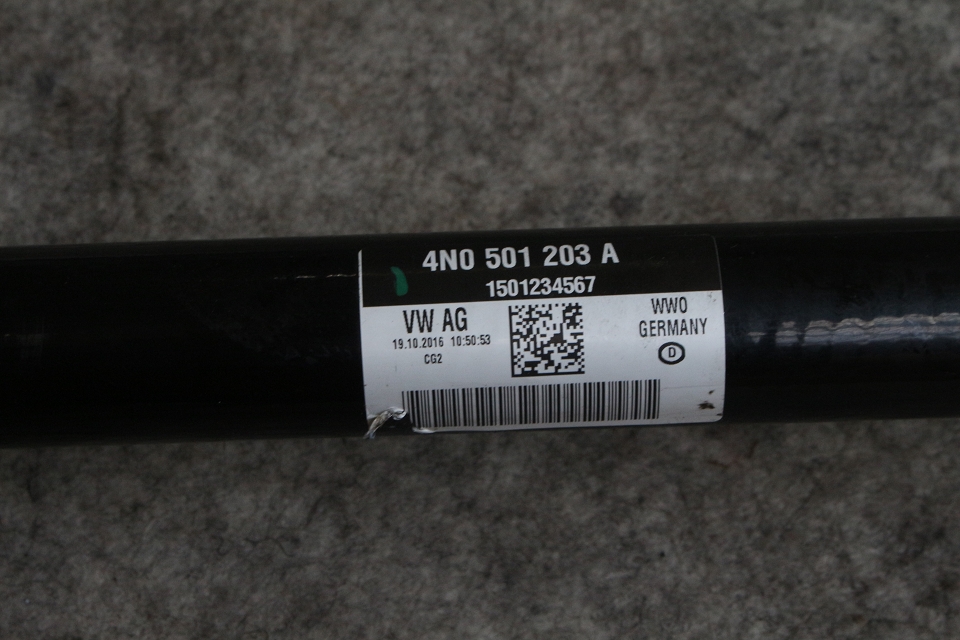 4N0 501 203 A
1501234567
VW AG
19.10.2016 10:50:53
CG2
WWO
GERMANY
D